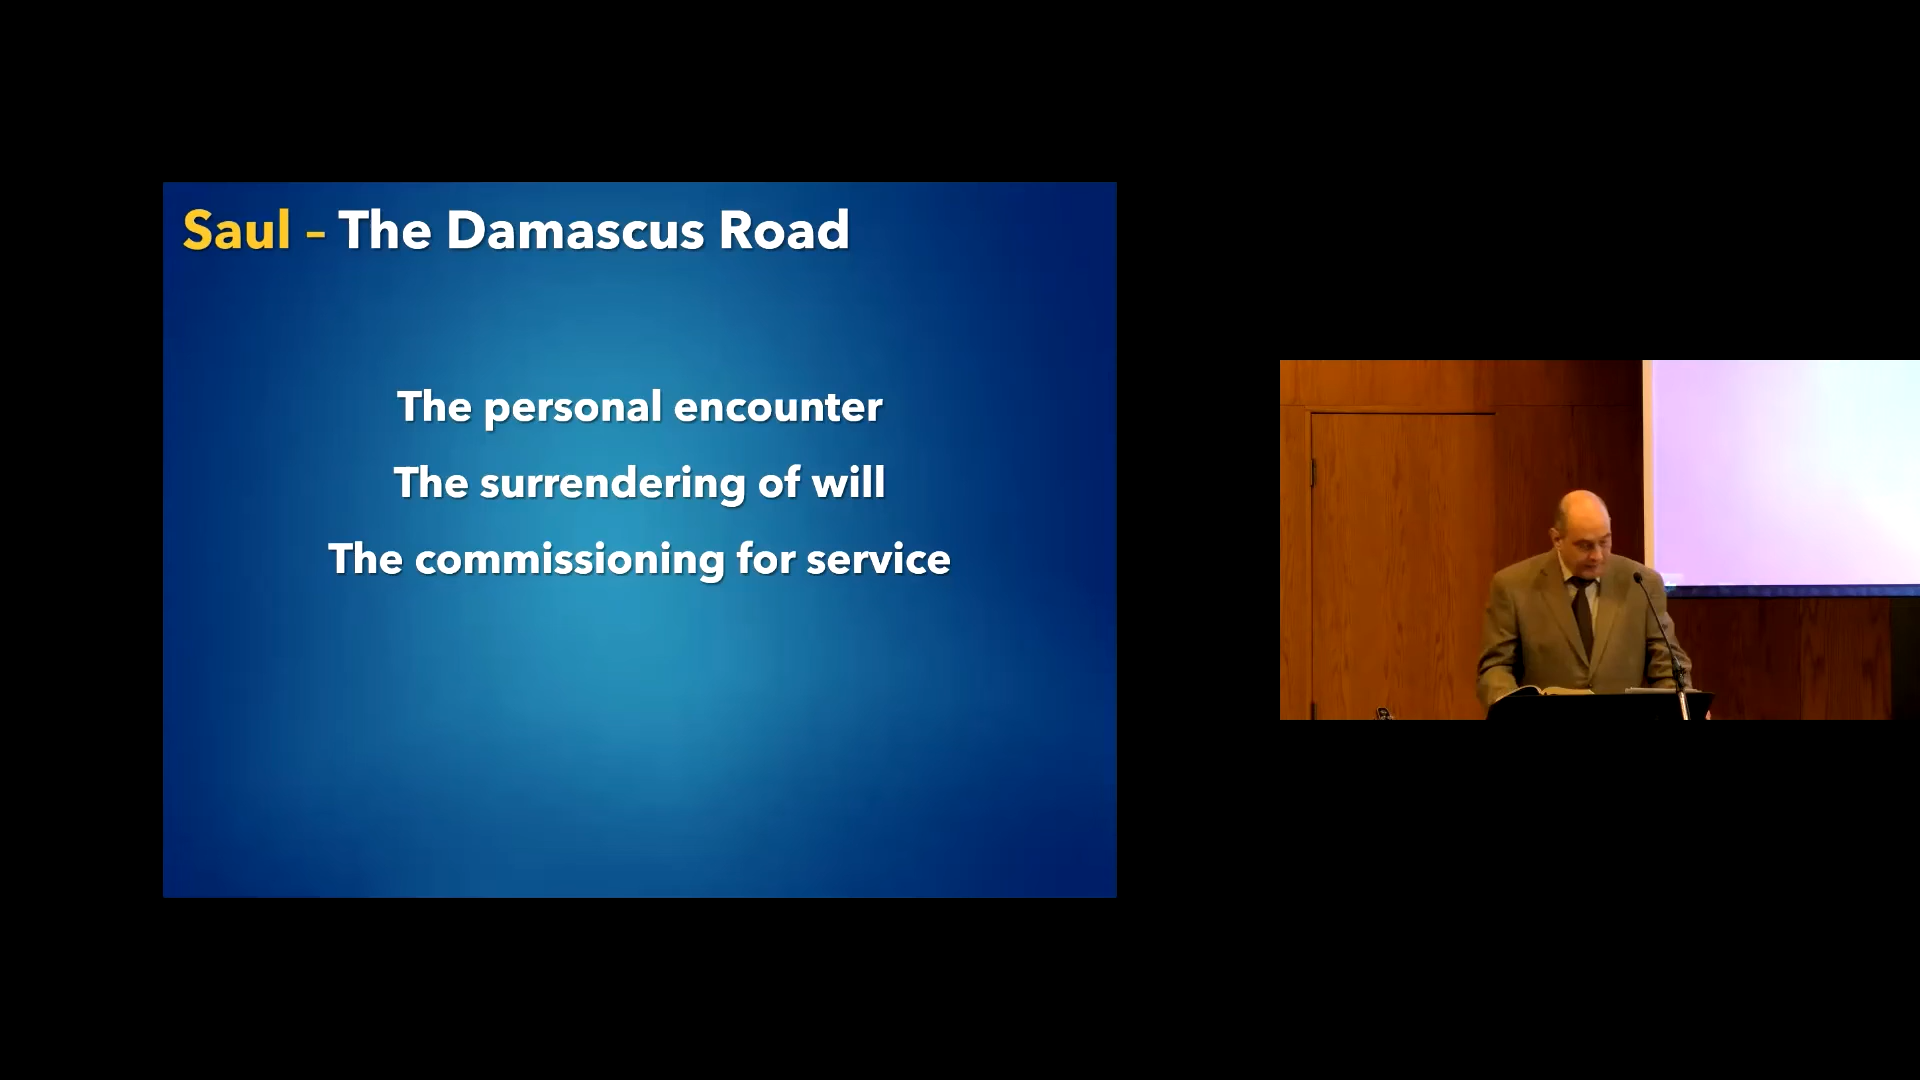 Saul – The Damascus Road
The personal encounter
The surrendering of will
The commissioning for service